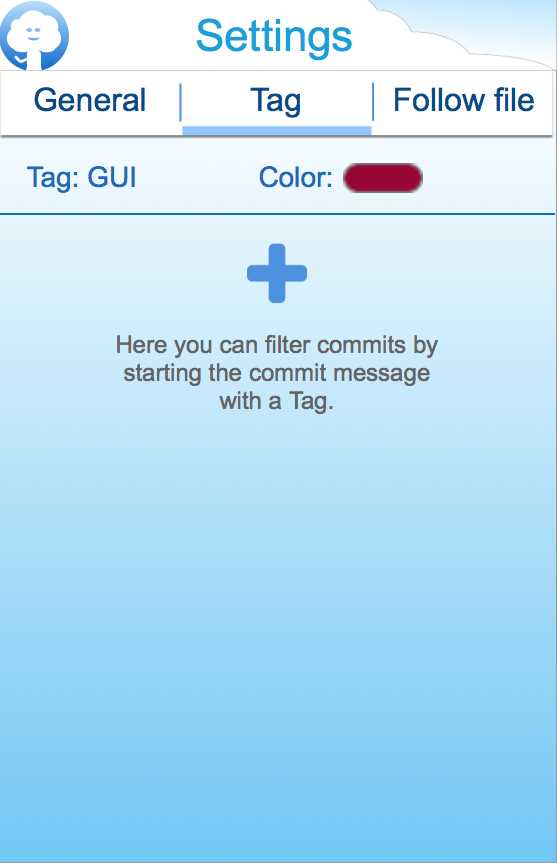 Settings
General Tag Follow file
Tag: GUI Color:
Here you can filter commits by
starting the commit message
with a Tag.